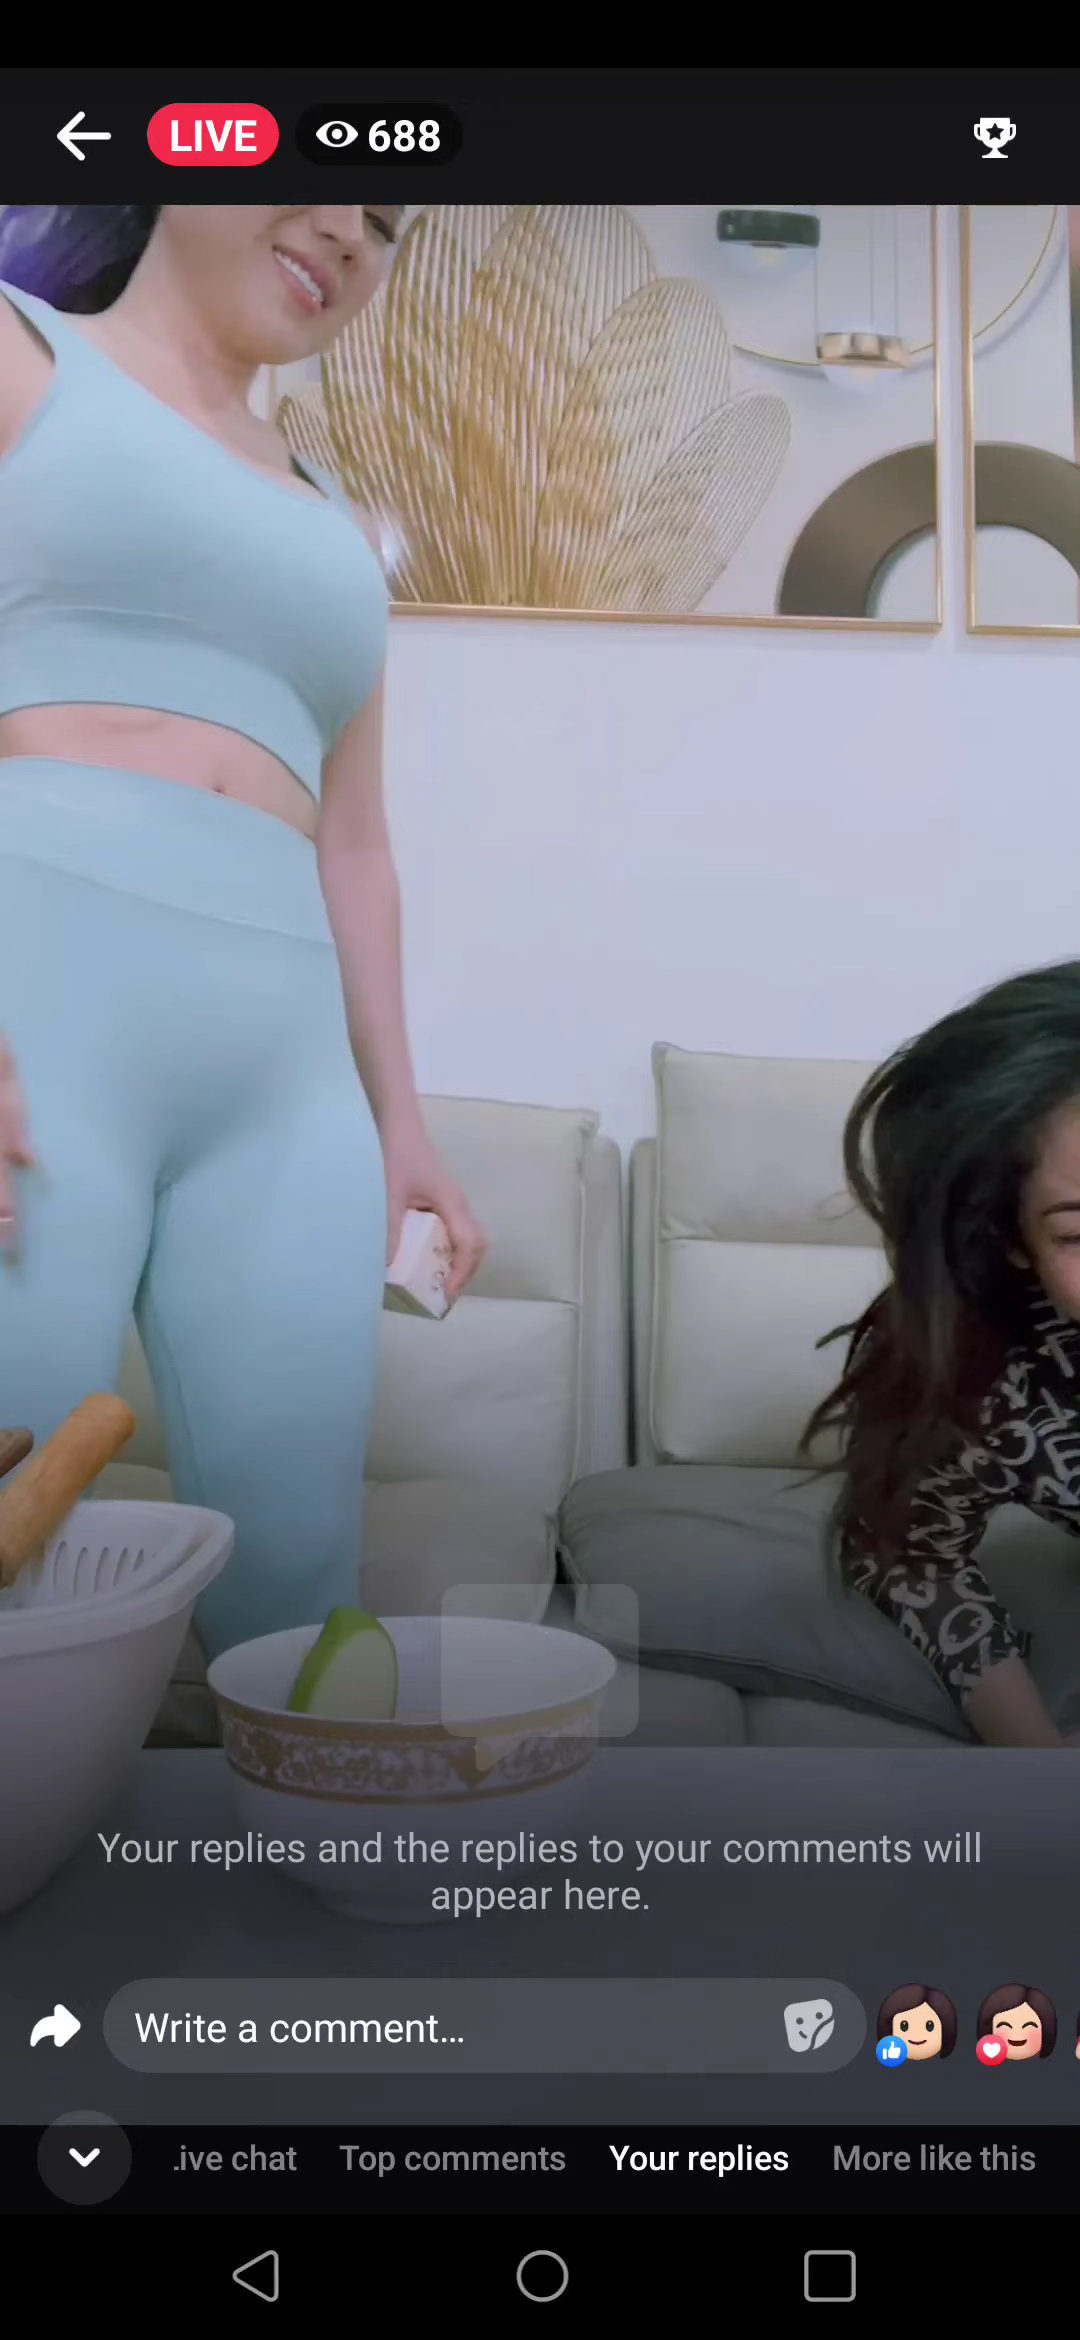 LIVE 688
Your replies and the replies to your comments will
appear here.
Write a comment...
.ive chat Top comments Your replies More like this